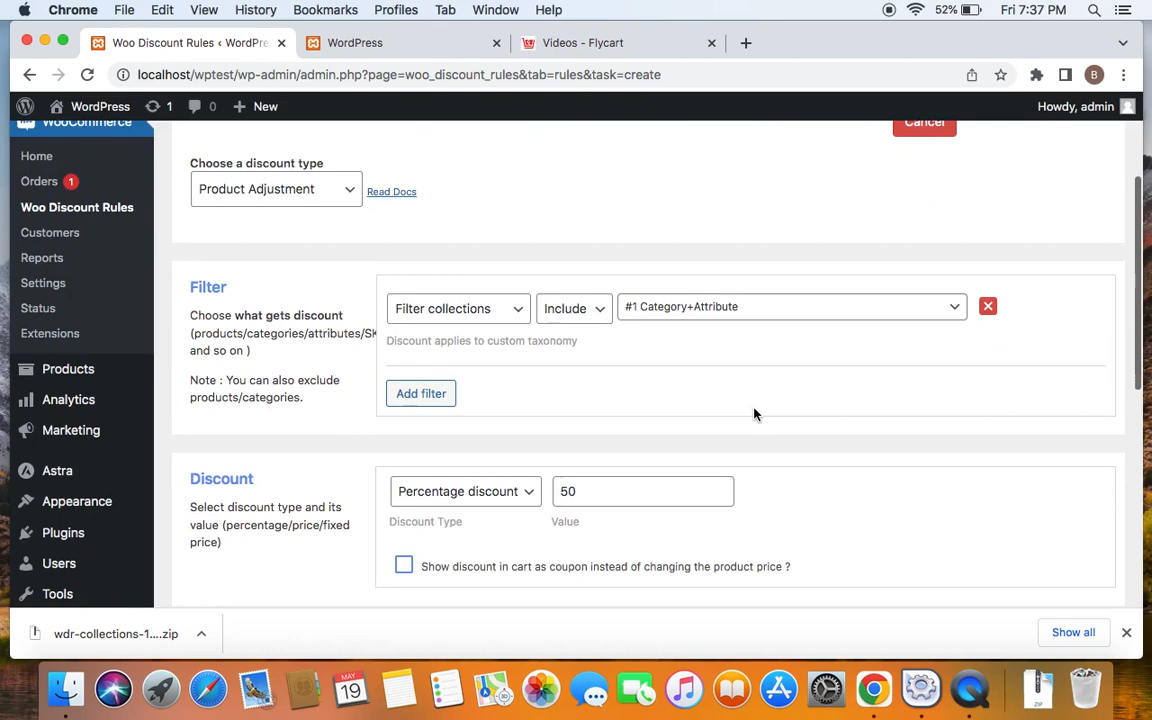 Chrome File Edit View History Bookmarks Profiles Tab Window Help 52% Fri 7:37 PM
Woo Discount Rules ‹ WordPre WordPress Videos - Flycart
localhost/wptest/wp-admin/admin.php?page=woo_discount_rules&tab=rules&task=create B
WordPress 1 0 New Howdy, admin
WooCommerce
Home
Orders 1
Woo Discount Rules
Customers
Reports
Settings
Status
Extensions
Products
Analytics
Marketing
Astra
Appearance
Plugins
Users
Tools
Cancel
Choose a discount type
Product Adjustment Read Docs
Filter
Choose what gets discount
(products/categories/attributes/SK
and so on )
Note : You can also exclude
products/categories.
Filter collections Include #1 Category+Attribute
Discount applies to custom taxonomy
Add filter
Discount
Select discount type and its
value (percentage/price/fixed
price)
Percentage discount 50
Discount Type Value
Show discount in cart as coupon instead of changing the product price ?
wdr-collections-1....zip Show all
MAY
19
ZIP